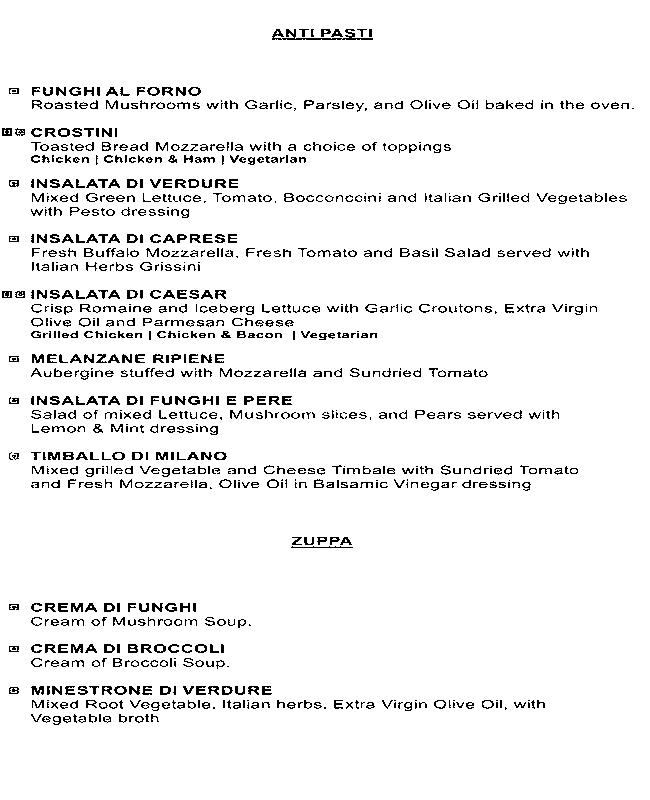 ANTI PASTI
FUNGHI AL FORNO
Roasted Mushrooms with Garlic, Parsley, and Olive Oil baked in the oven.
CROSTINI
Toasted Bread Mozzarella with a choice of toppings
Chicken | Chicken & Ham | Vegetarian
INSALATA DI VERDURE
Mixed Green Lettuce, Tomato, Bocconccini and Italian Grilled Vegetables
with Pesto dressing
INSALATA DI CAPRESE
Fresh Buffalo Mozzarella, Fresh Tomato and Basil Salad served with
Italian Herbs Grissini
INSALATA DI CAESAR
Crisp Romaine and Iceberg Lettuce with Garlic Croutons, Extra Virgin
Olive Oil and Parmesan Cheese
Grilled Chicken | Chicken & Bacon | Vegetarian
MELANZANE RIPIENE
Aubergine stuffed with Mozzarella and Sundried Tomato
INSALATA DI FUNGHI E PERE
Salad of mixed Lettuce, Mushroom slices, and Pears served with
Lemon & Mint dressing
TIMBALLO DI MILANO
Mixed grilled Vegetable and Cheese Timbale with Sundried Tomato
and Fresh Mozzarella, Olive Oil in Balsamic Vinegar dressing
ZUPPA
CREMA DI FUNGHI
Cream of Mushroom Soup.
CREMA DI BROCCOLI
Cream of Broccoli Soup.
MINESTRONE DI VERDURE
Mixed Root Vegetable, Italian herbs, Extra Virgin Olive Oil, with
Vegetable broth